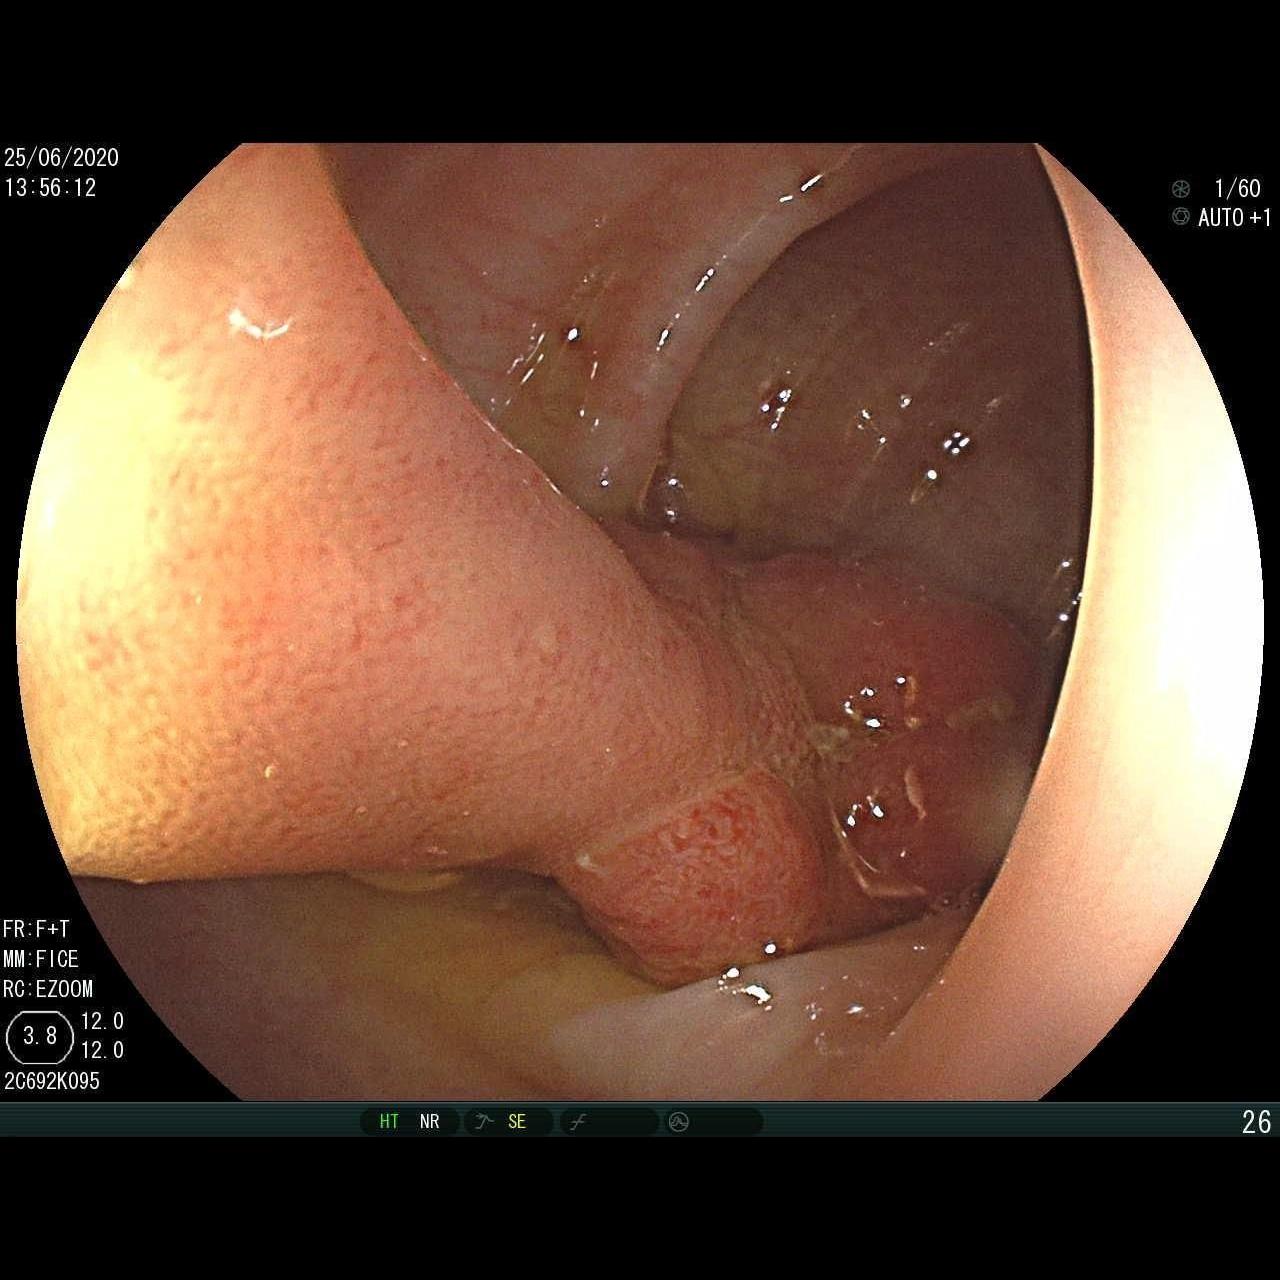 25/06/2020
13:56:12
1/60
AUTO +1
FR:F+T
MM:FICE
RC:EZOOM
3.8
12.0
12.0
2C692K095
HT NR SE
26